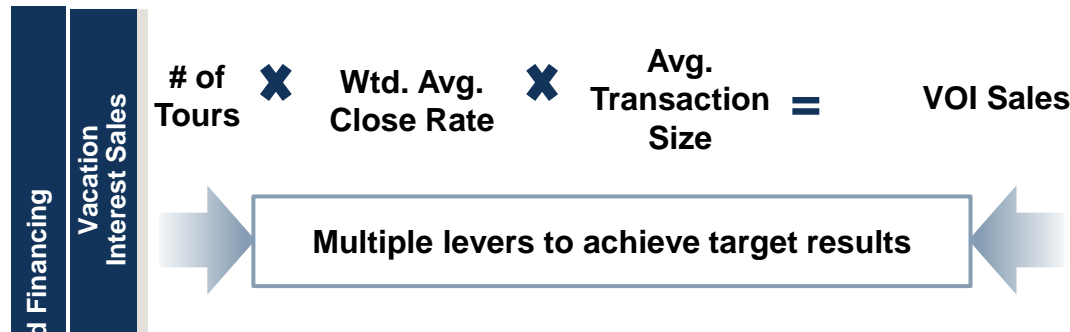 d Financing
Vacation
Interest Sales
# of
Tours
Wtd. Avg.
Close Rate
Avg.
Transaction
Size
=
VOI Sales
Multiple levers to achieve target results